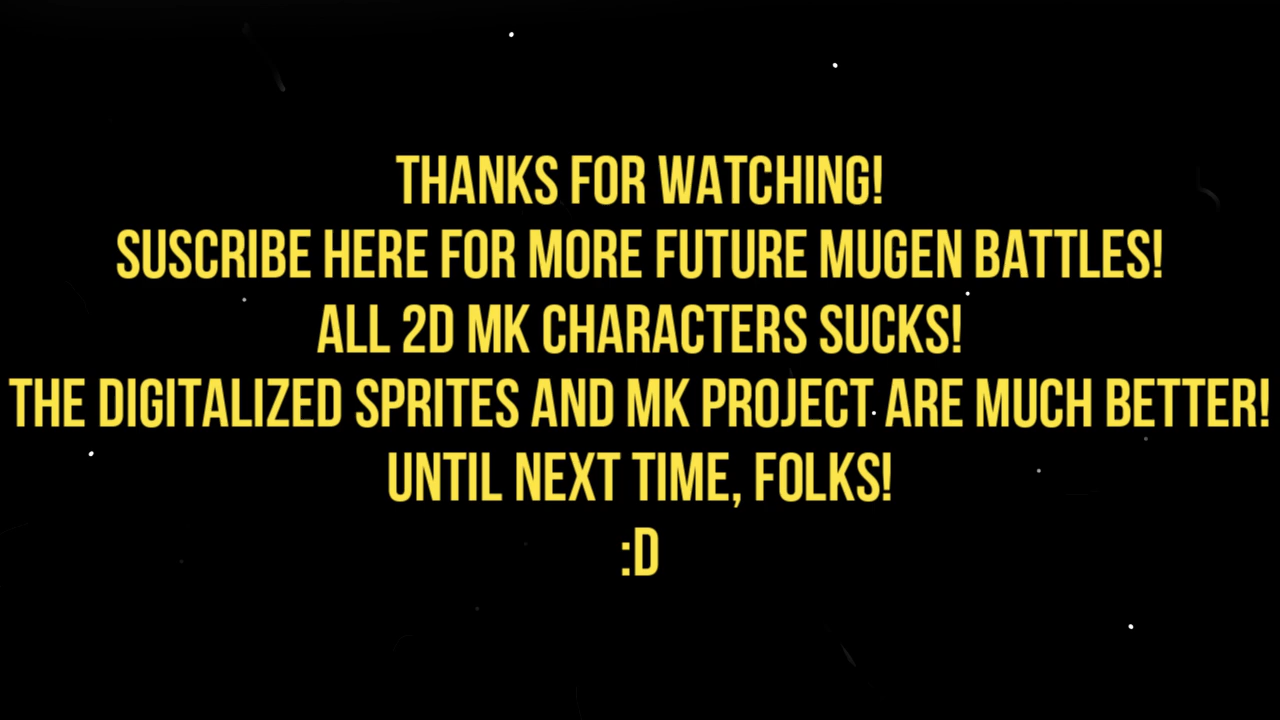 THANKS FOR WATCHING!
SUSCRIBE HERE FOR MORE FUTURE MUGEN BATTLES!
ALL 2D MK CHARACTERS SUCKS!
THE DIGITALIZED SPRITES AND MK PROJECT ARE MUCH BETTER!
UNTIL NEXT TIME, FOLKS!
:D